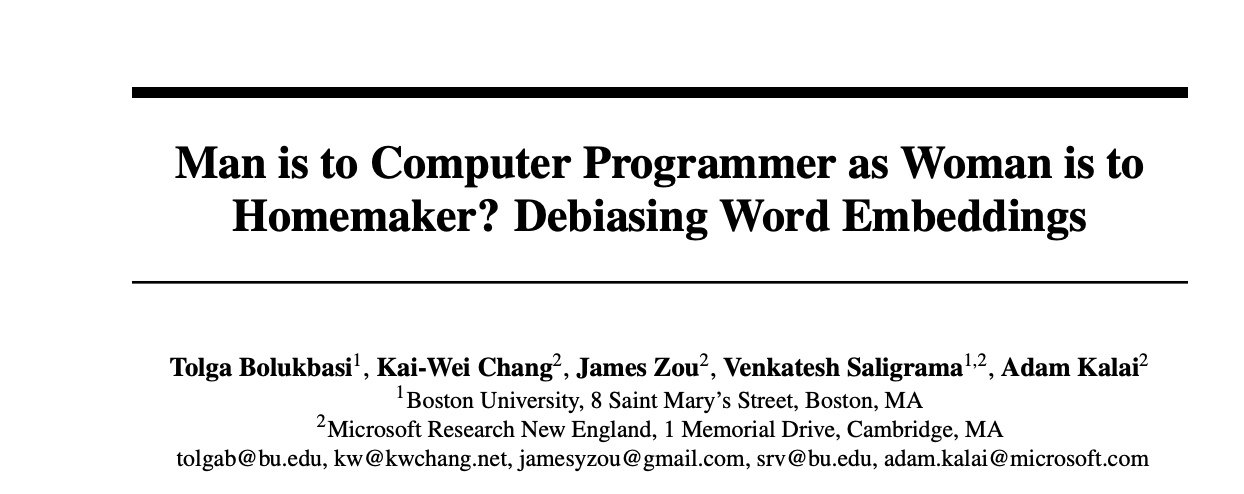 Man is to Computer Programmer as Woman is to
Homemaker? Debiasing Word Embeddings
Tolga Bolukbasi¹, Kai-Wei Chang², James Zou², Venkatesh Saligrama¹,², Adam Kalai²
¹Boston University, 8 Saint Mary’s Street, Boston, MA
²Microsoft Research New England, 1 Memorial Drive, Cambridge, MA
tolgab@bu.edu, kw@kwchang.net, jamesyzou@gmail.com, srv@bu.edu, adam.kalai@microsoft.com